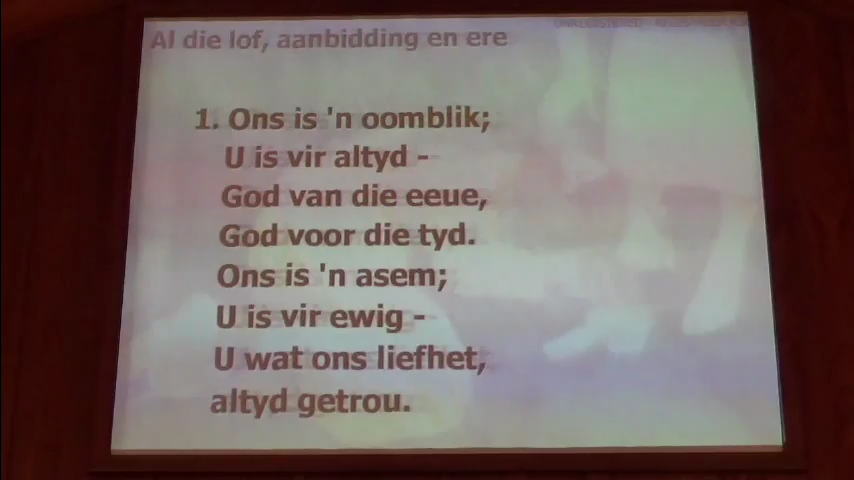 Al die lof, aanbidding en ere
1. Ons is 'n oomblik;
U is vir altyd -
God van die eeue,
God voor die tyd.
Ons is 'n asem;
U is vir ewig -
U wat ons liefhet,
altyd getrou.